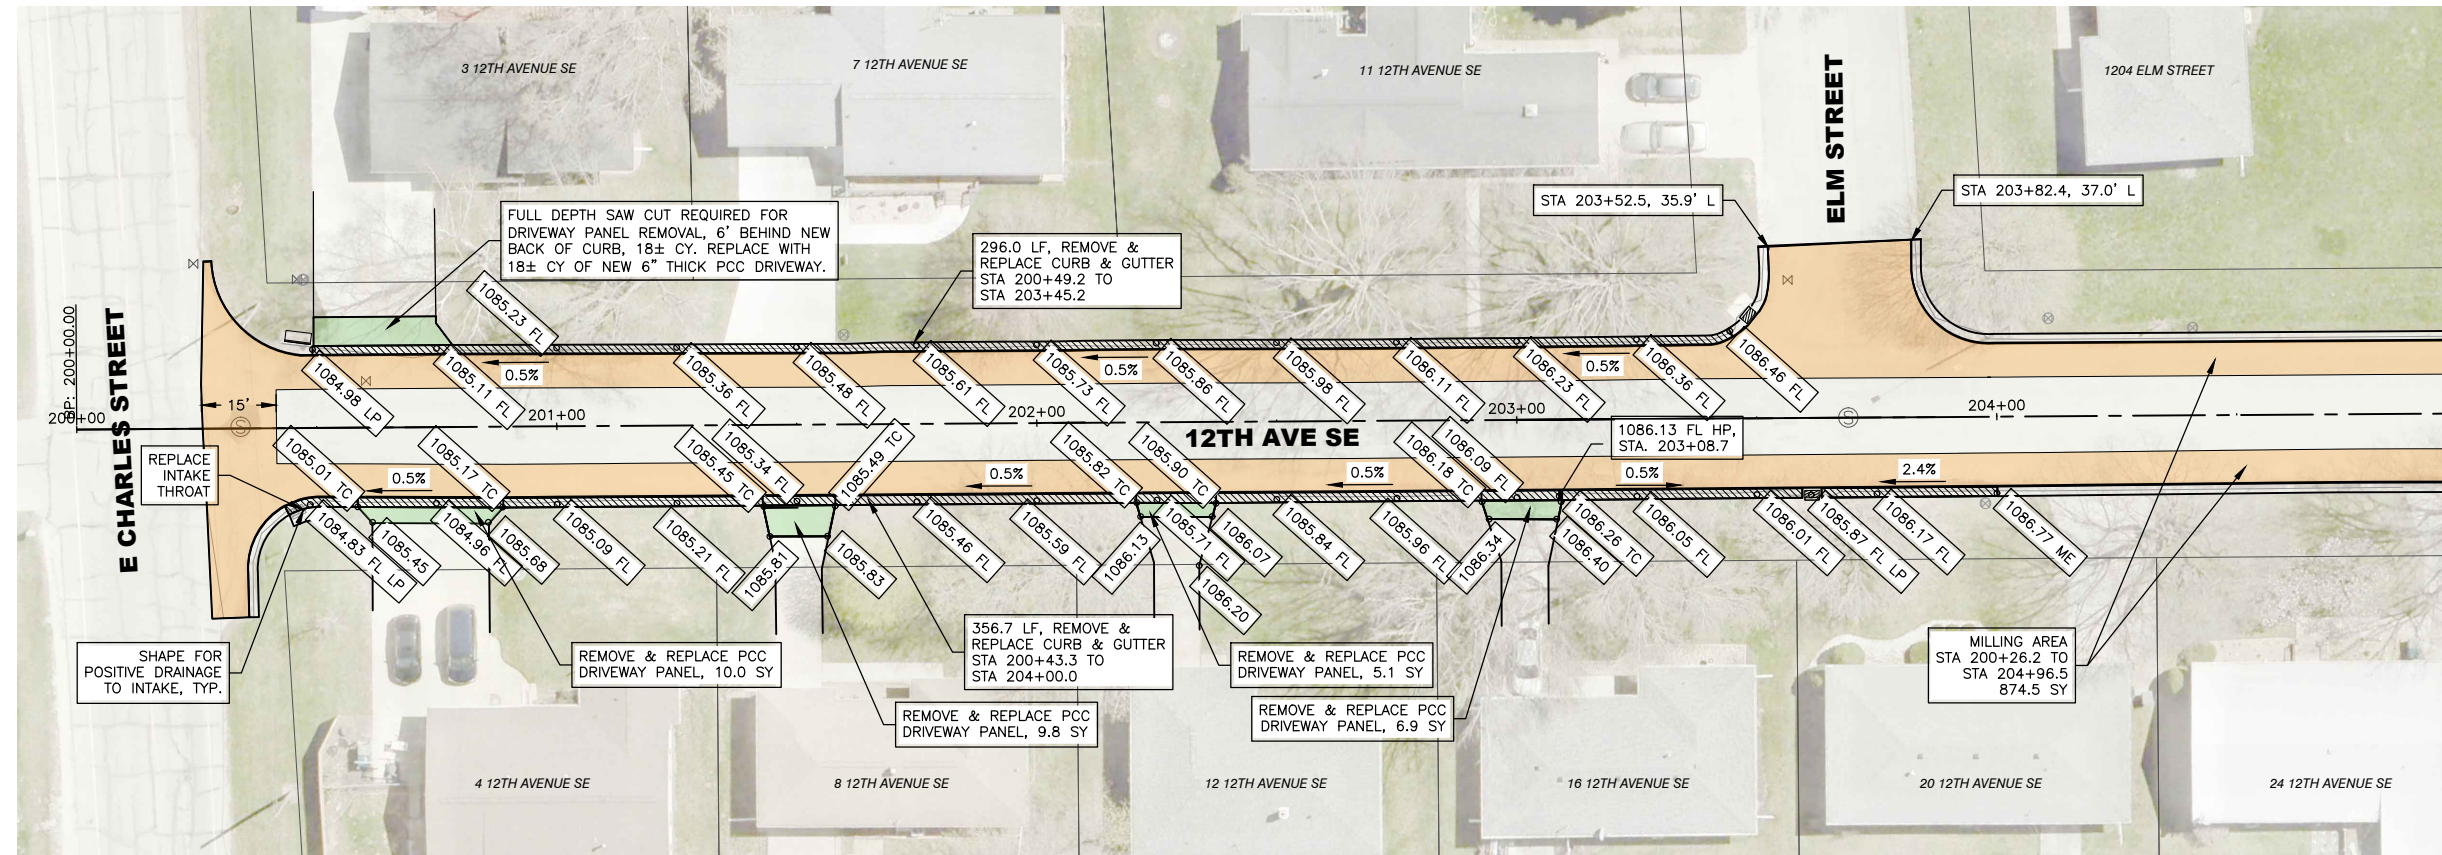 3 12TH AVENUE SE
7 12TH AVENUE SE
11 12TH AVENUE SE
1204 ELM STREET
ELM STREET
STA 203+52.5, 35.9' L
STA 203+82.4, 37.0' L
FULL DEPTH SAW CUT REQUIRED FOR
DRIVEWAY PANEL REMOVAL, 6' BEHIND NEW
BACK OF CURB, 18± CY. REPLACE WITH
18± CY OF NEW 6" THICK PCC DRIVEWAY.
296.0 LF, REMOVE &
REPLACE CURB & GUTTER
STA 200+49.2 TO
STA 203+45.2
1085.23 FL
1084.98 LP
1085.11 FL
0.5%
1085.36 FL
1085.48 FL
1085.61 FL
1085.73 FL
0.5%
1085.86 FL
1085.98 FL
1086.11 FL
1086.23 FL
0.5%
1086.36 FL
1086.46 FL
BP: 200+00.00
E CHARLES STREET
15'
200+00
201+00
202+00
203+00
204+00
12TH AVE SE
1086.13 FL HP,
STA. 203+08.7
REPLACE
INTAKE
THROAT
1085.01 TC
0.5%
1085.17 TC
1085.45 TC
1085.34 FL
1085.49 TC
0.5%
1085.82 TC
1085.90 TC
0.5%
1086.18 TC
1086.09 FL
0.5%
2.4%
1084.83 FL LP
1085.45
1084.96 FL
1085.68
1085.09 FL
1085.21 FL
1085.81
1085.83
1085.46 FL
1085.59 FL
1086.13
1085.71 FL
1086.07
1086.20
1085.84 FL
1085.96 FL
1086.34
1086.26 TC
1086.40
1086.05 FL
1086.01 FL
1085.87 FL LP
1086.17 FL
1086.77 ME
SHAPE FOR
POSITIVE DRAINAGE
TO INTAKE, TYP.
REMOVE & REPLACE PCC
DRIVEWAY PANEL, 10.0 SY
356.7 LF, REMOVE &
REPLACE CURB & GUTTER
STA 200+43.3 TO
STA 204+00.0
REMOVE & REPLACE PCC
DRIVEWAY PANEL, 5.1 SY
MILLING AREA
STA 200+26.2 TO
STA 204+96.5
874.5 SY
REMOVE & REPLACE PCC
DRIVEWAY PANEL, 9.8 SY
REMOVE & REPLACE PCC
DRIVEWAY PANEL, 6.9 SY
4 12TH AVENUE SE
8 12TH AVENUE SE
12 12TH AVENUE SE
16 12TH AVENUE SE
20 12TH AVENUE SE
24 12TH AVENUE SE